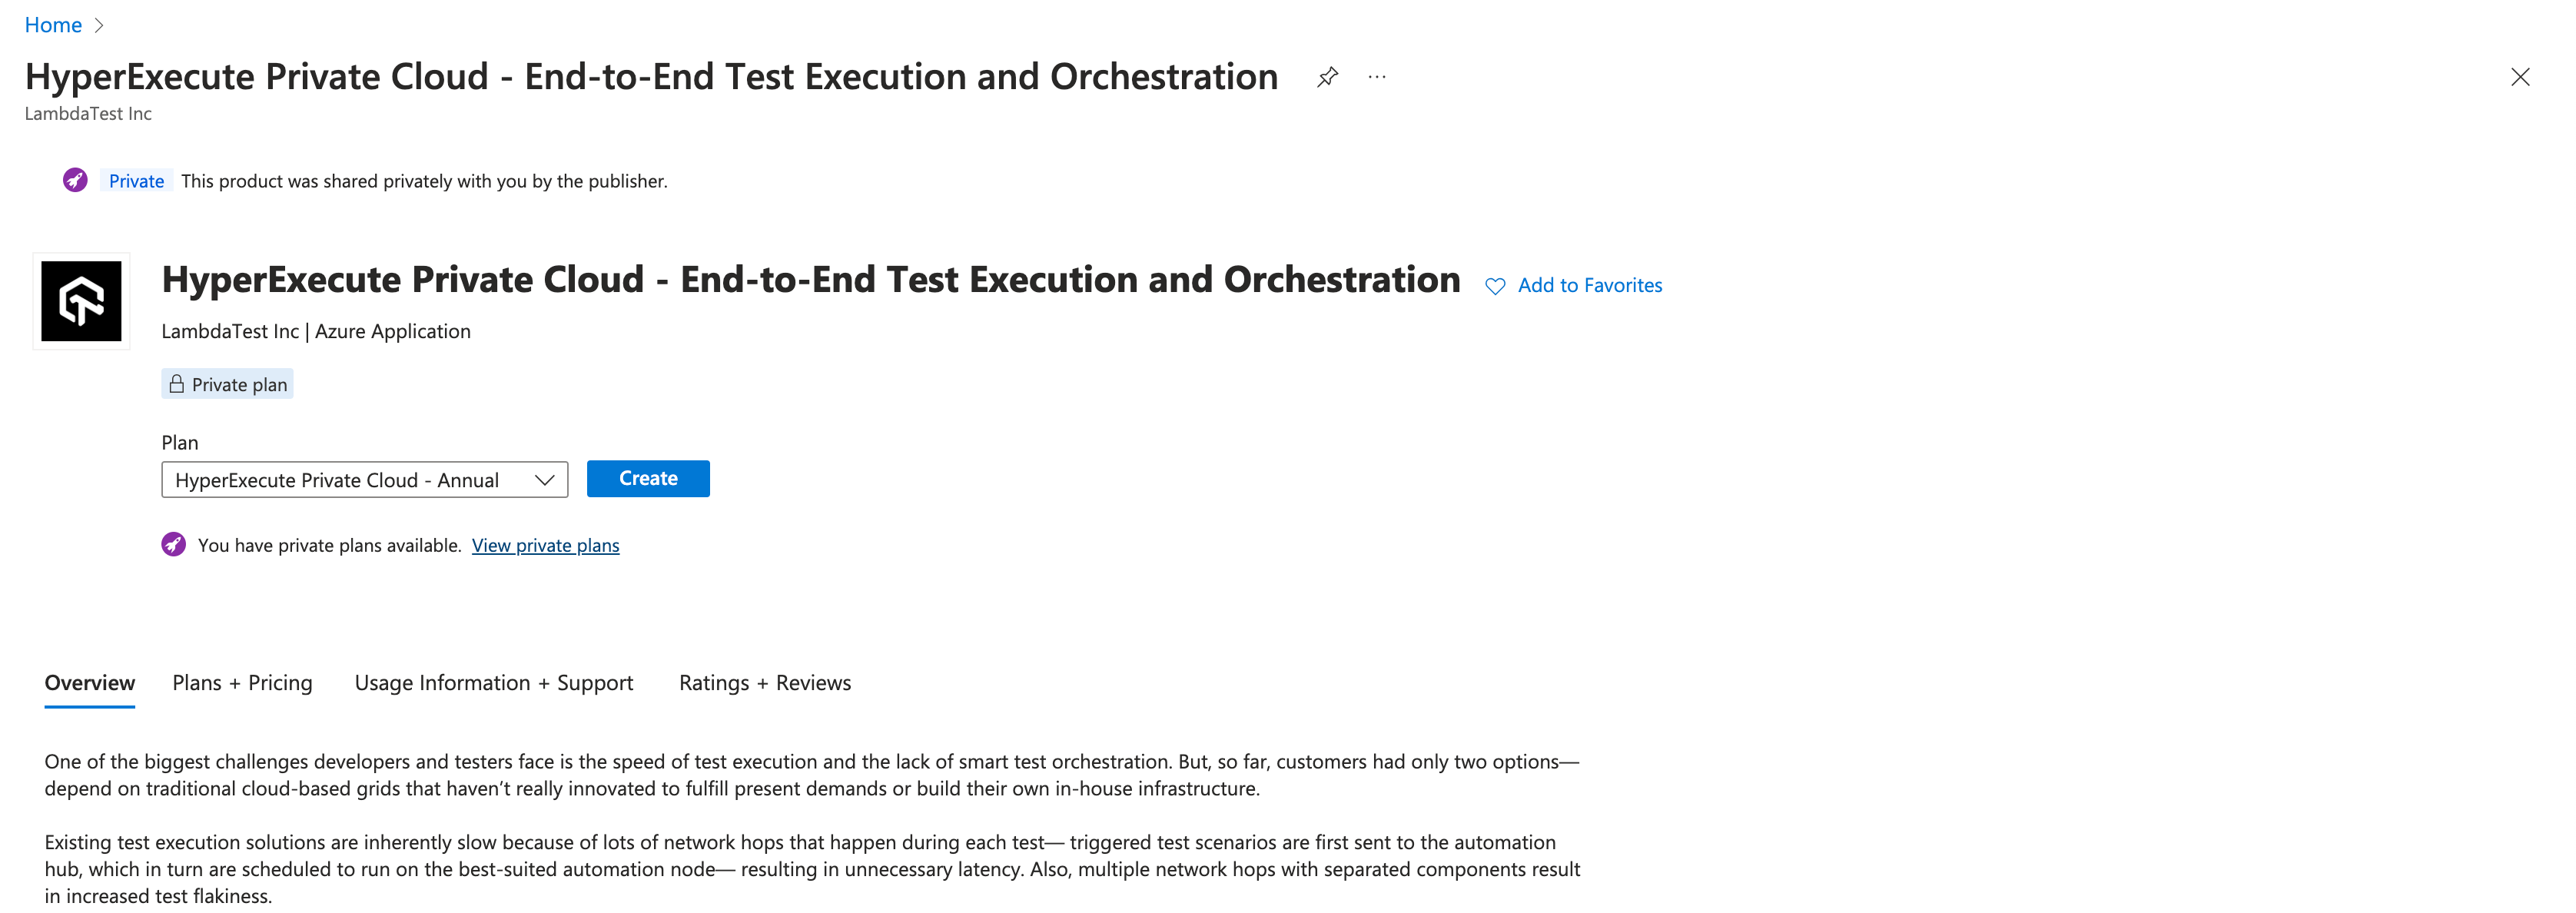 Home
HyperExecute Private Cloud - End-to-End Test Execution and Orchestration
LambdaTest Inc
Private This product was shared privately with you by the publisher.
HyperExecute Private Cloud - End-to-End Test Execution and Orchestration
Add to Favorites
LambdaTest Inc | Azure Application
Private plan
Plan
HyperExecute Private Cloud - Annual
Create
You have private plans available. View private plans
Overview Plans + Pricing Usage Information + Support Ratings + Reviews
One of the biggest challenges developers and testers face is the speed of test execution and the lack of smart test orchestration. But, so far, customers had only two options—
depend on traditional cloud-based grids that haven’t really innovated to fulfill present demands or build their own in-house infrastructure.
Existing test execution solutions are inherently slow because of lots of network hops that happen during each test— triggered test scenarios are first sent to the automation
hub, which in turn are scheduled to run on the best-suited automation node— resulting in unnecessary latency. Also, multiple network hops with separated components result
in increased test flakiness.